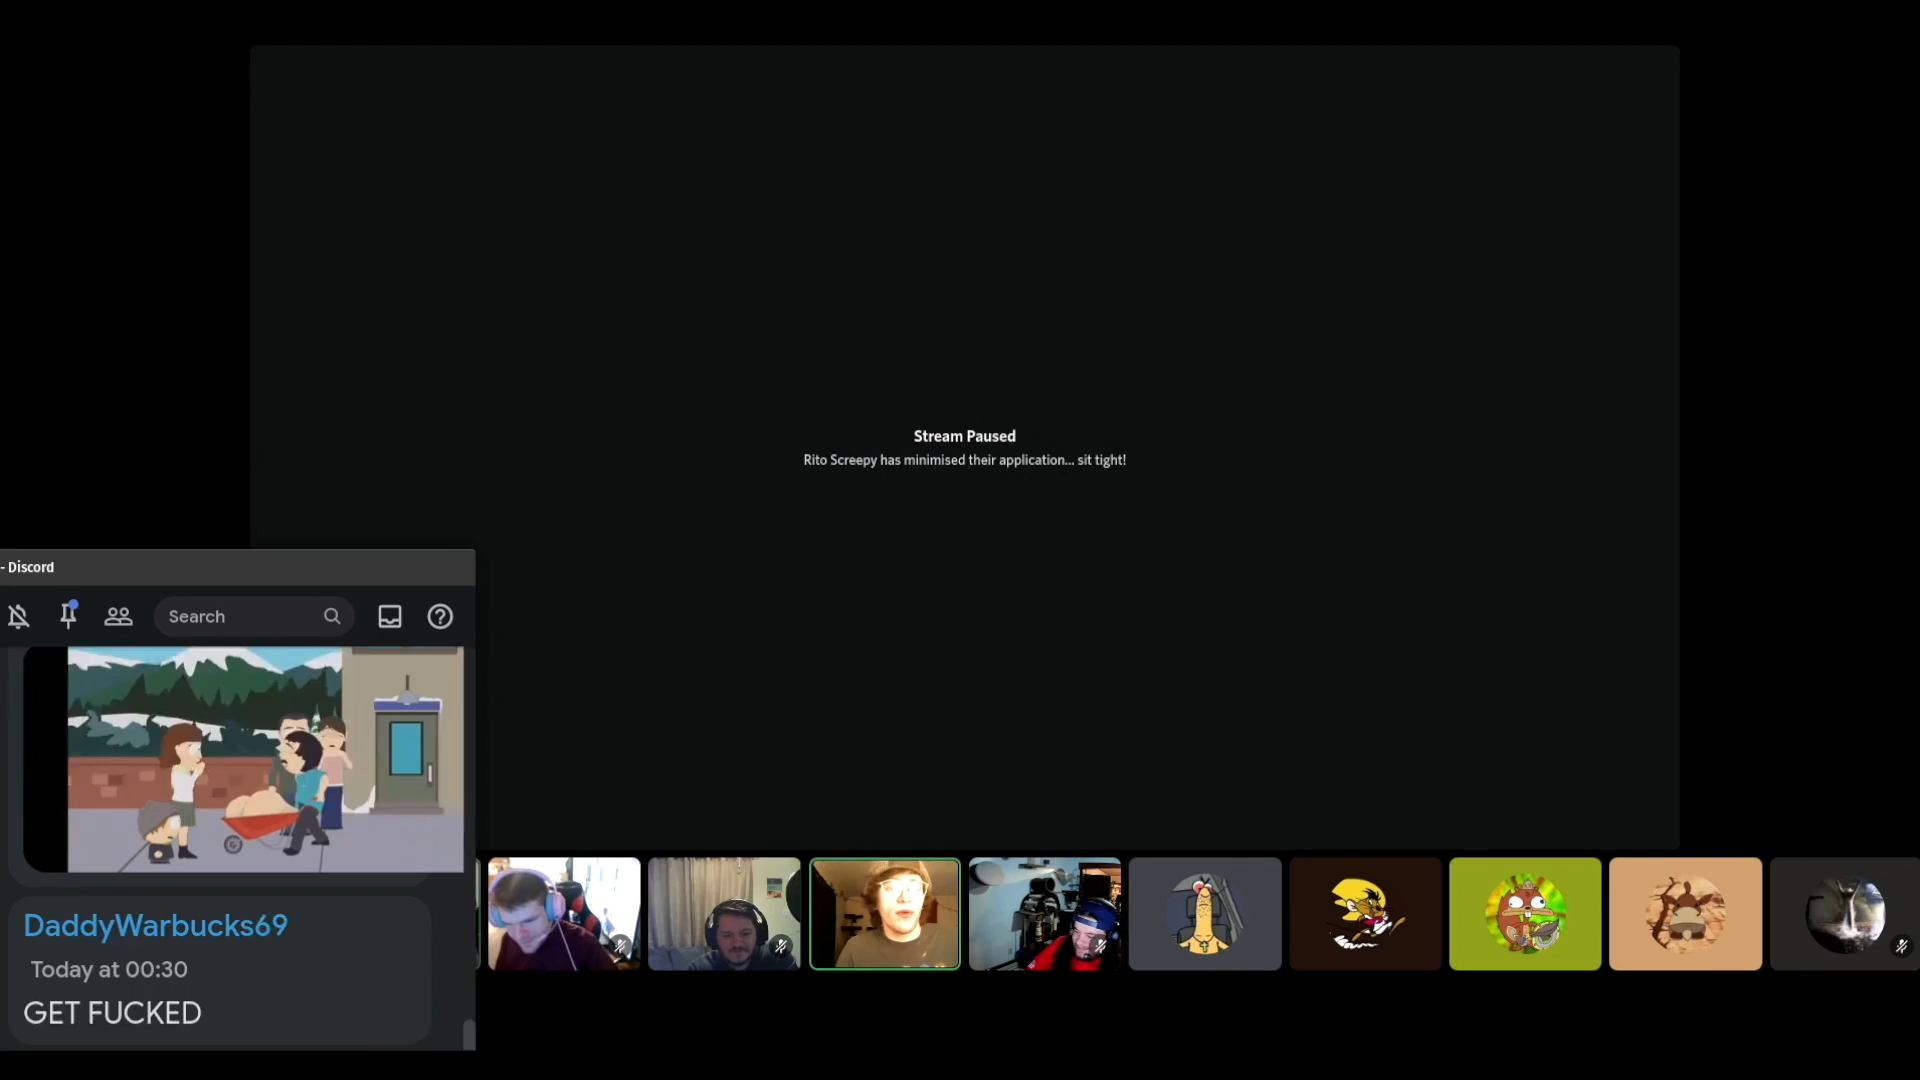 Stream Paused
Rito Screepy has minimised their application... sit tight!
- Discord
Search
DaddyWarbucks69
Today at 00:30
GET FUCKED